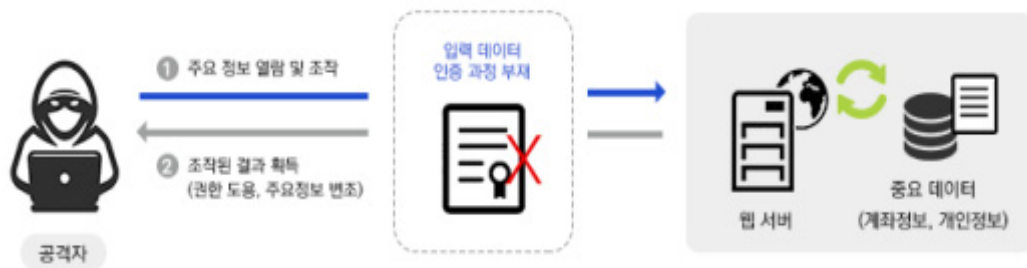 입력 데이터
인증 과정 부재
1 주요 정보 열람 및 조작
2 조작된 결과 획득
(권한 도용, 주요정보 변조)
공격자
웹 서버
중요 데이터
(계좌정보, 개인정보)